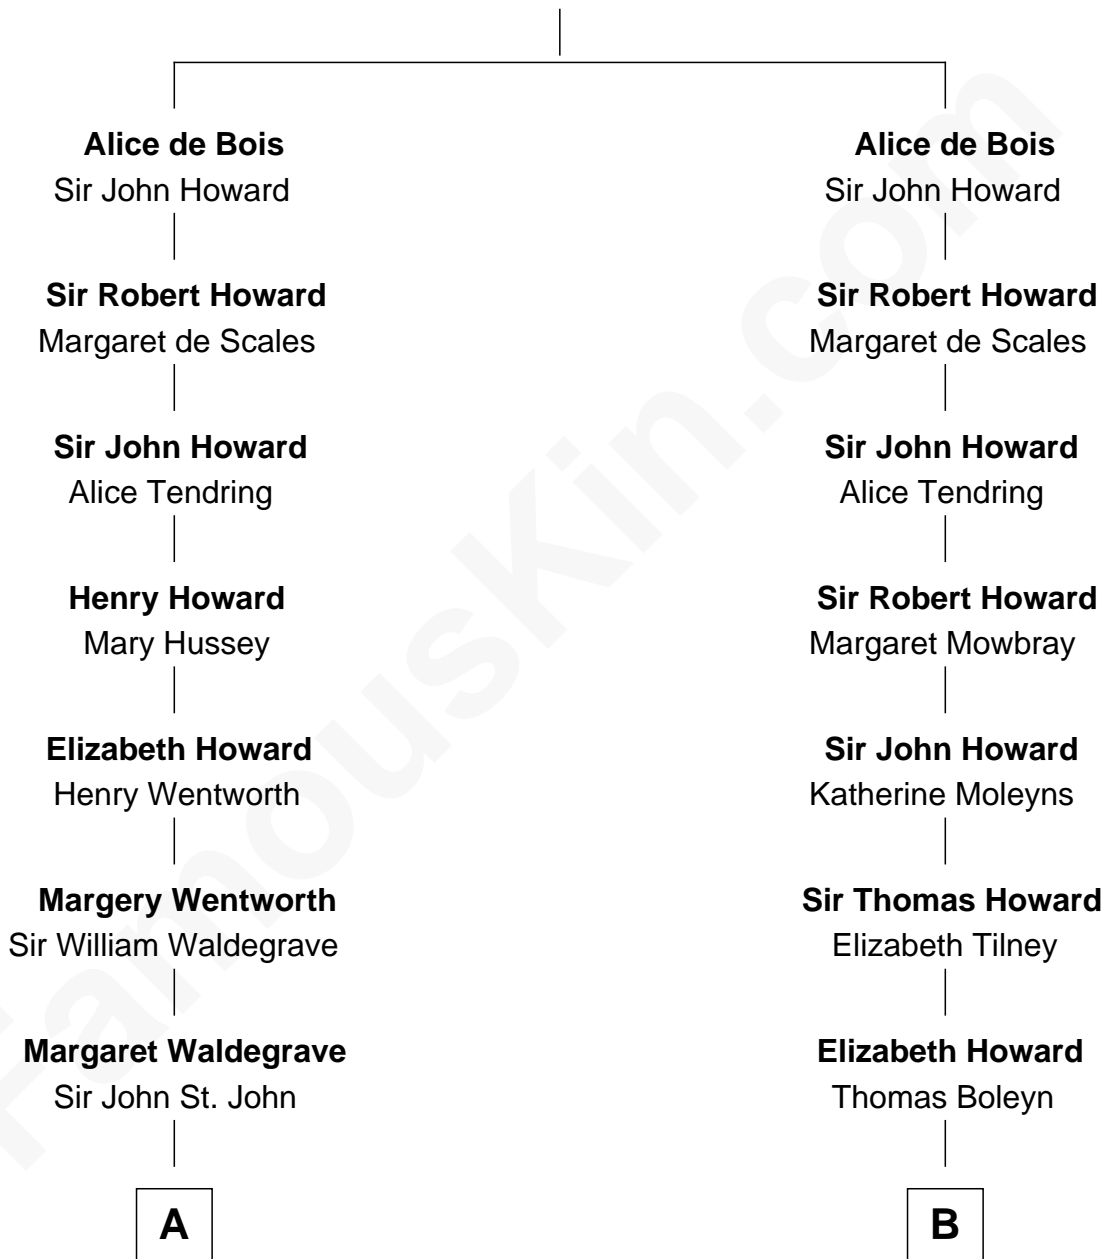 Alice de Bois
Sir John Howard
Sir Robert Howard
Margaret de Scales
Sir John Howard
Alice Tendring
Henry Howard
Mary Hussey
Elizabeth Howard
Henry Wentworth
Margery Wentworth
Sir William Waldegrave
Margaret Waldegrave
Sir John St. John
A
Alice de Bois
Sir John Howard
Sir Robert Howard
Margaret de Scales
Sir John Howard
Alice Tendring
Sir Robert Howard
Margaret Mowbray
Sir John Howard
Katherine Moleyns
Sir Thomas Howard
Elizabeth Tilney
Elizabeth Howard
Thomas Boleyn
B
FamousKin.com